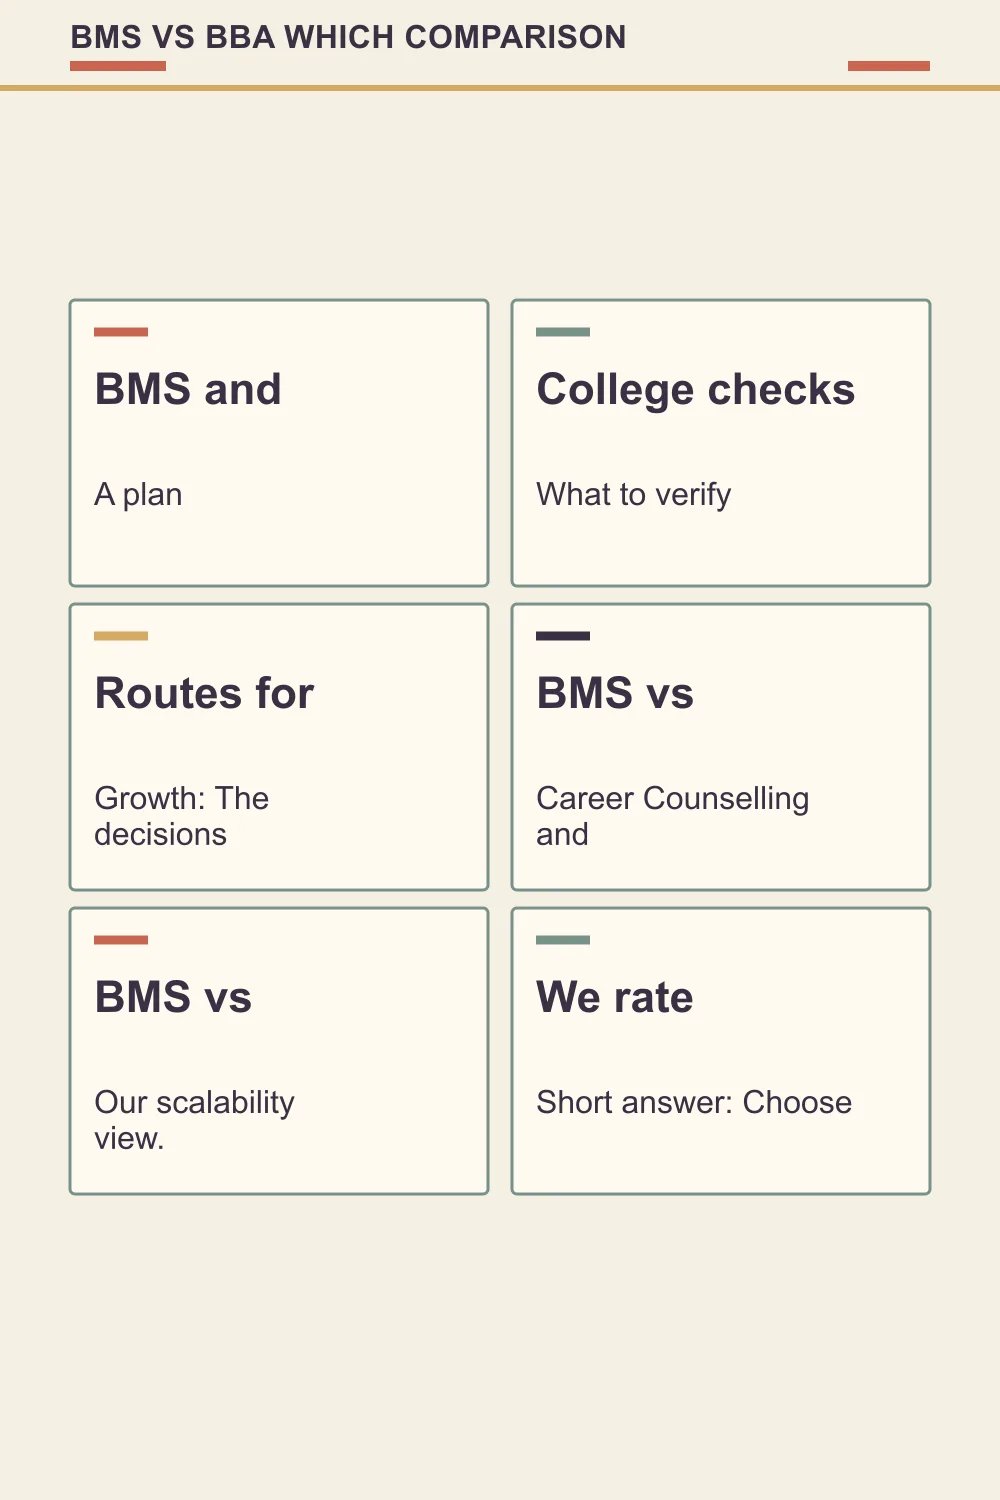 BMS VS BBA WHICH COMPARISON
BMS and
A plan
College checks
What to verify
Routes for
Growth: The
decisions
BMS vs
Career Counselling
and
BMS vs
Our scalability
view.
We rate
Short answer: Choose